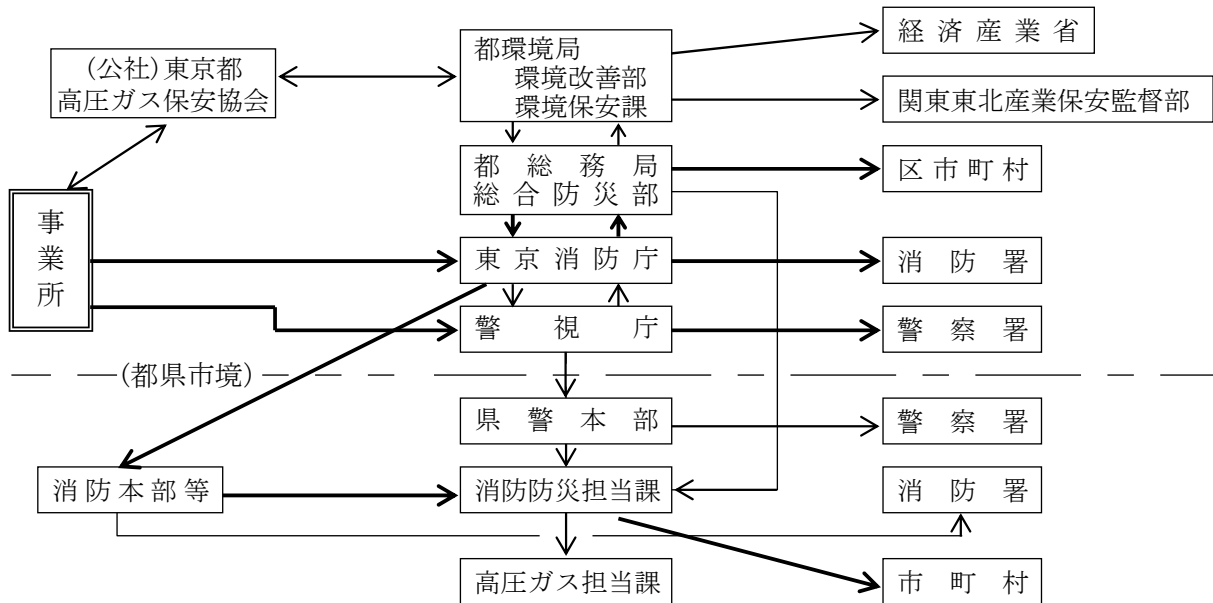 経済産業省
都環境局
環境改善部
環境保安課
(公社)東京都
高圧ガス保安協会
関東東北産業保安監督部
都総務局
総合防災部
区市町村
事業所
東京消防庁
消防署
警視庁
警察署
(都県市境)
県警本部
警察署
消防本部等
消防防災担当課
消防署
高圧ガス担当課
市町村